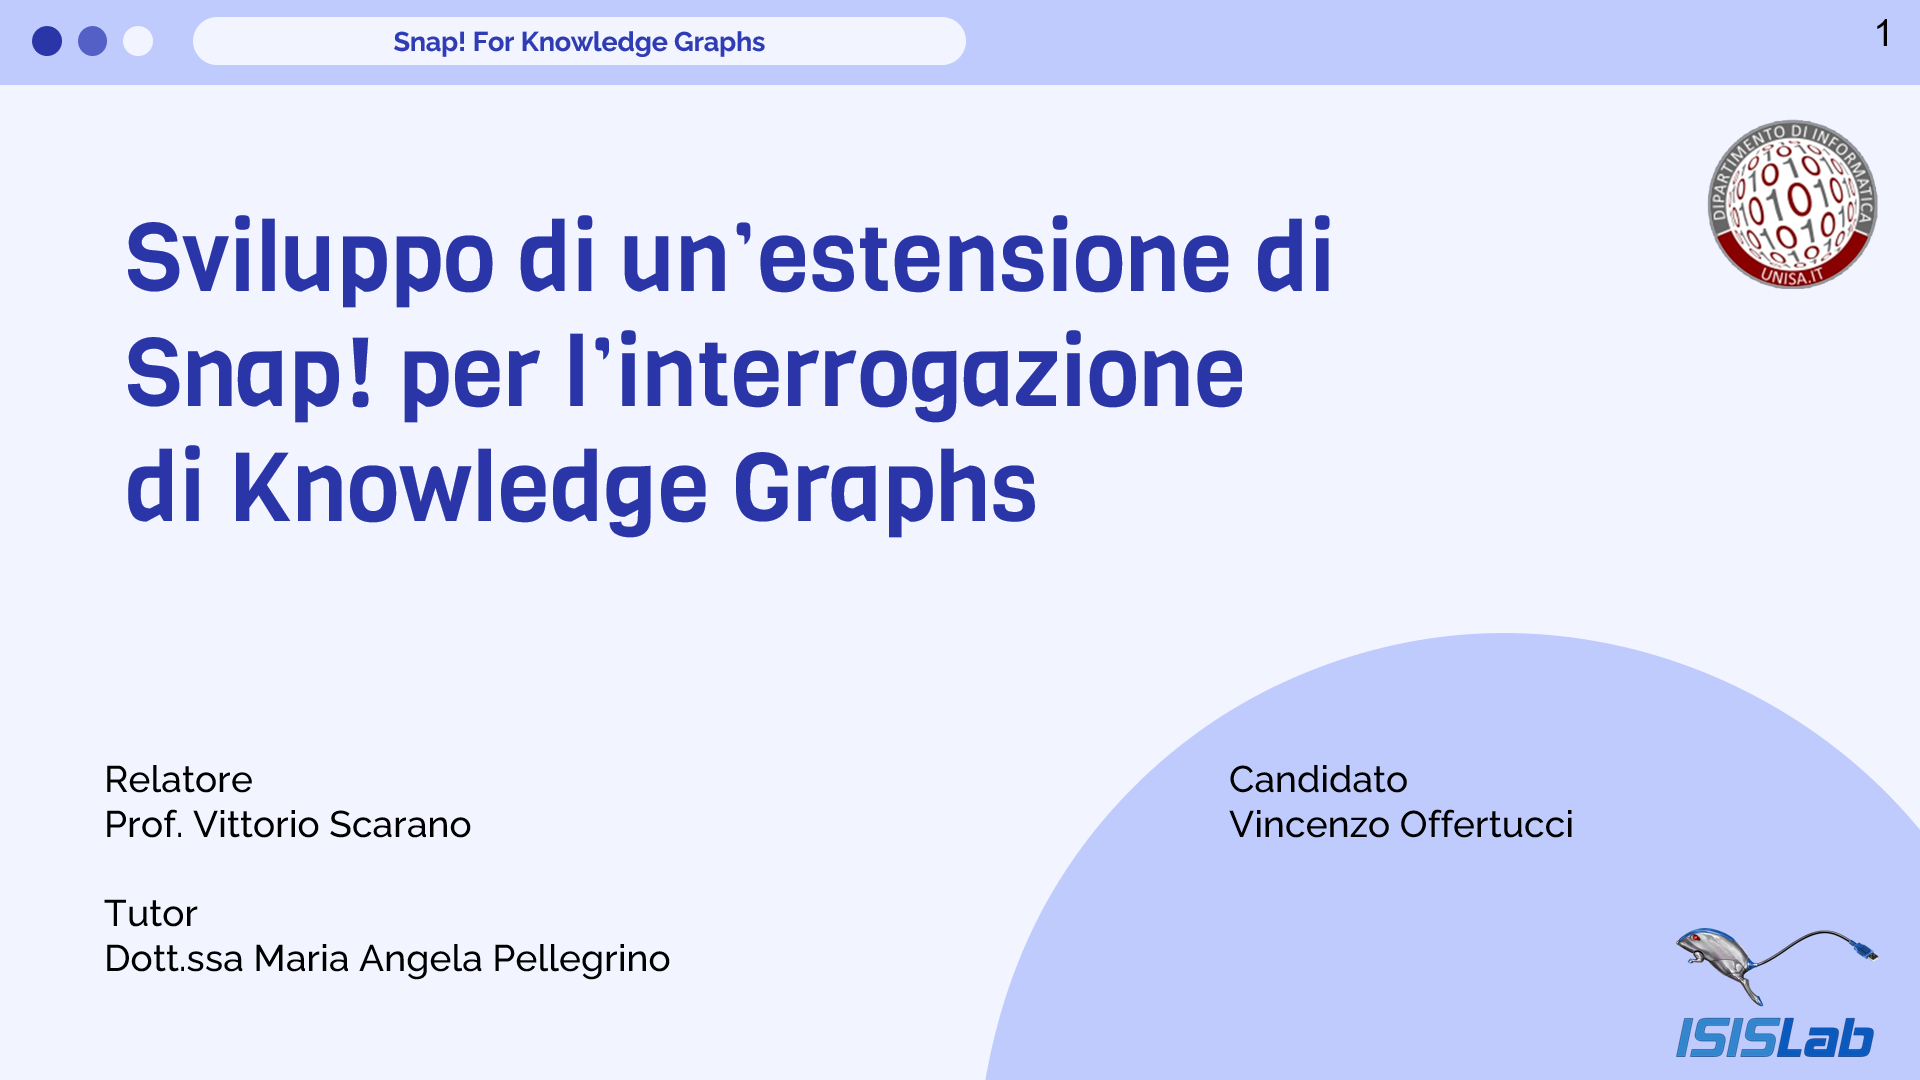 Snap! For Knowledge Graphs
1
DIPARTIMENTO DI INFORMATICA
UNISA.IT
Sviluppo di un’estensione di
Snap! per l’interrogazione
di Knowledge Graphs
Relatore
Prof. Vittorio Scarano
Tutor
Dott.ssa Maria Angela Pellegrino
Candidato
Vincenzo Offertucci
ISISLab